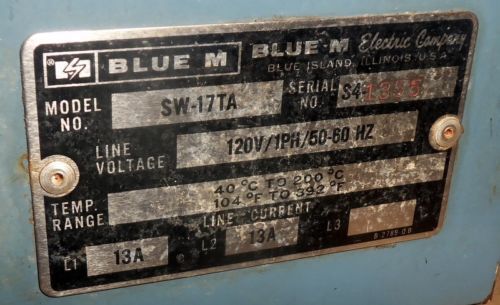 ® BLUE M BLUE M Electric Company
BLUE ISLAND, ILLINOIS, U.S.A.
MODEL NO. SW-17TA SERIAL NO. S4
LINE VOLTAGE 120V/1PH/50-60 HZ
TEMP. RANGE 40 °C TO 200 °C
104 °F TO 392 °F
LINE CURRENT
L1 13A L2 13A L3